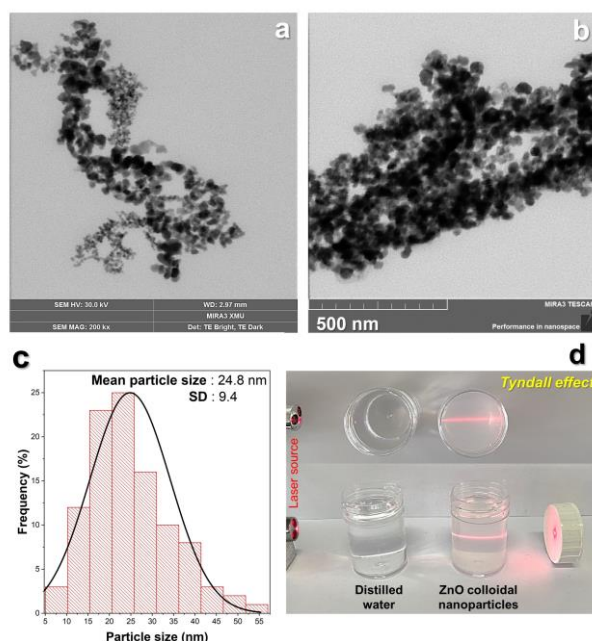 a
SEM HV: 30.0 kV
WD: 2.97 mm
MIRA3 XMU
SEM MAG: 200 kx
Det: TE Bright, TE Dark
b
MIRA3 TESCAN
500 nm
Performance in nanospace
c
Mean particle size : 24.8 nm
SD : 9.4
Frequency (%)
25
20
15
10
5
0
5
10
15
20
25
30
35
40
45
50
55
Particle size (nm)
d
Tyndall effect
Laser source
Distilled
water
ZnO colloidal
nanoparticles